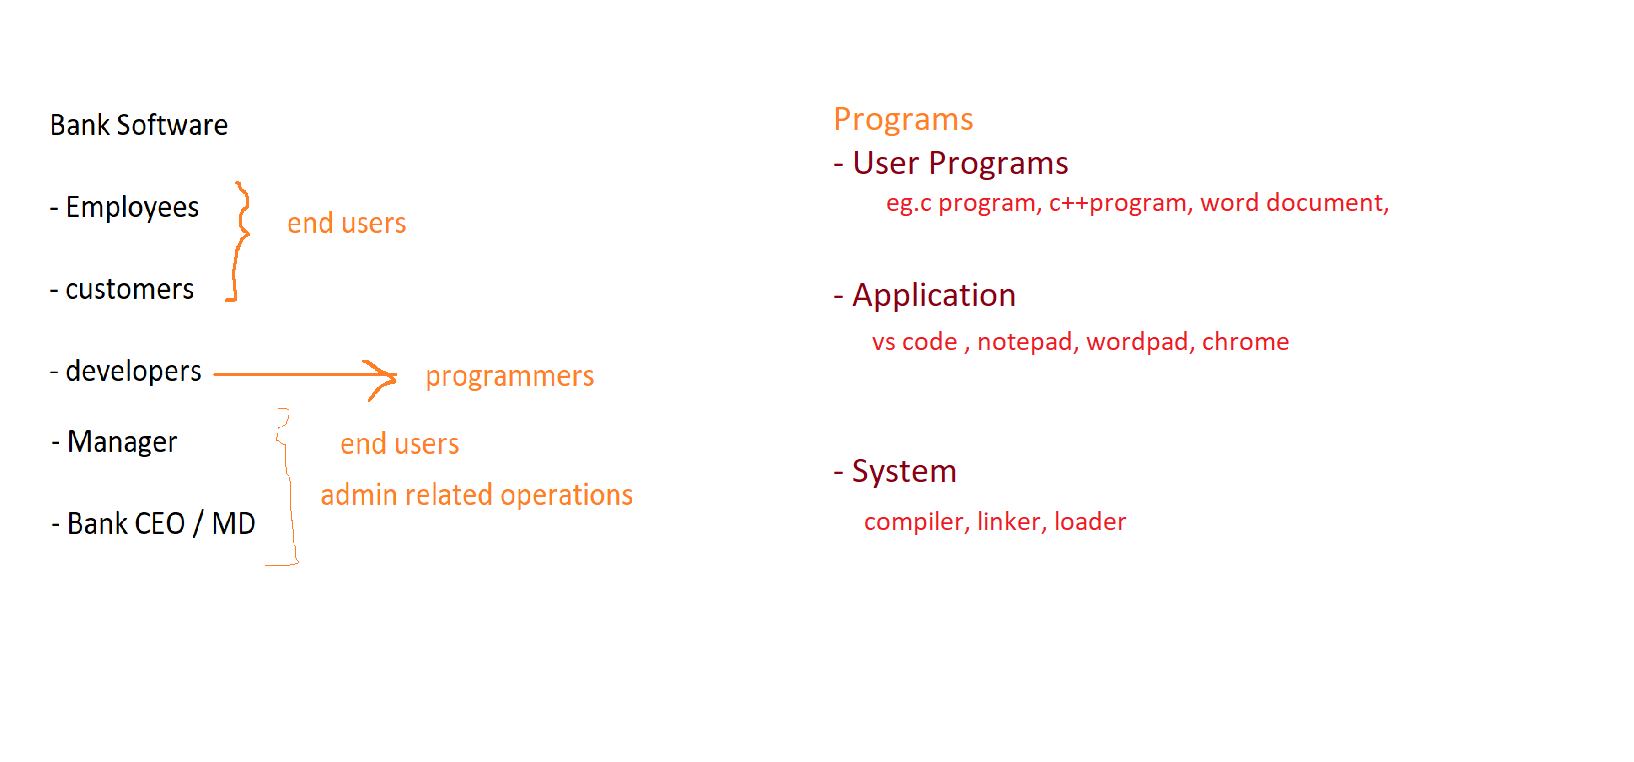 Bank Software
- Employees
end users
- customers
- developers
programmers
- Manager
end users
admin related operations
- Bank CEO / MD
Programs
- User Programs
eg.c program, c++program, word document,
- Application
vs code , notepad, wordpad, chrome
- System
compiler, linker, loader